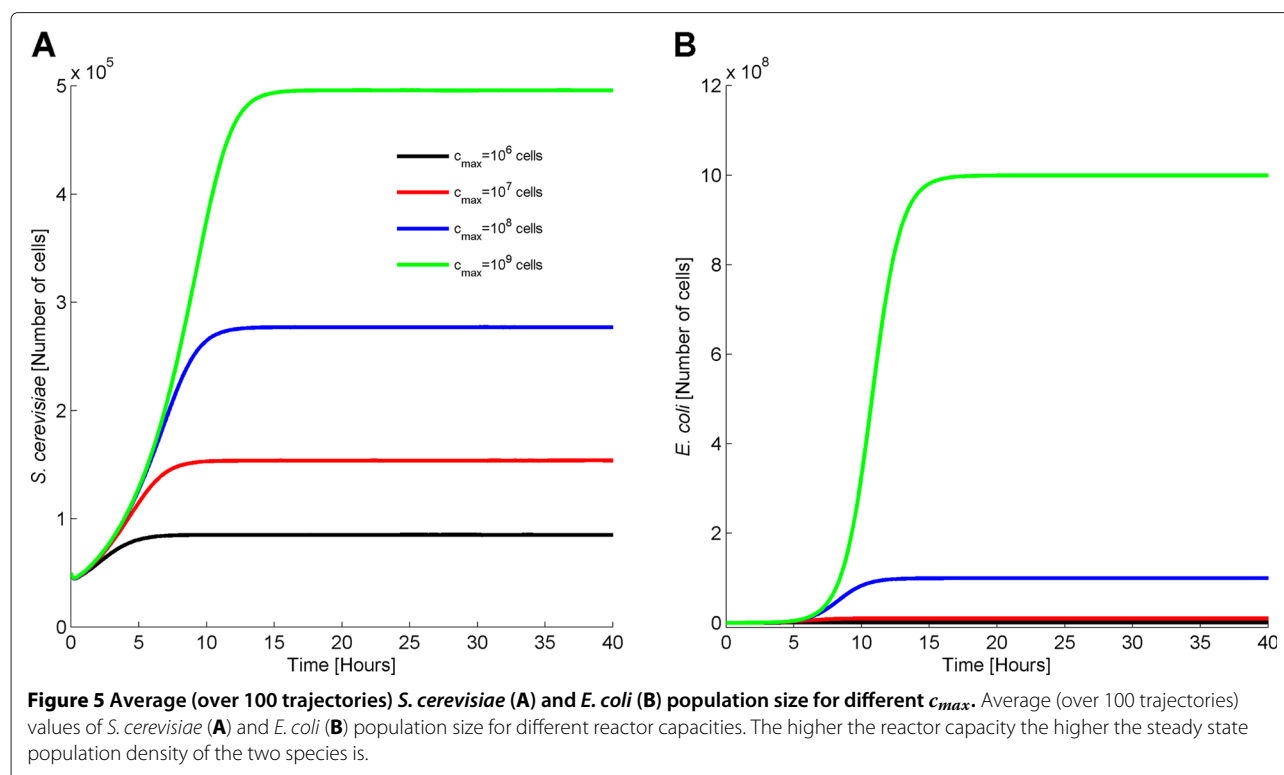 A
x 10^5
5
4
3
2
1
0
S. cerevisiae [Number of cells]
c_max=10^6 cells
c_max=10^7 cells
c_max=10^8 cells
c_max=10^9 cells
0 5 10 15 20 25 30 35 40
Time [Hours]
B
x 10^8
12
10
8
6
4
2
0
E. coli [Number of cells]
0 5 10 15 20 25 30 35 40
Time [Hours]
Figure 5 Average (over 100 trajectories) S. cerevisiae (A) and E. coli (B) population size for different c_max. Average (over 100 trajectories)
values of S. cerevisiae (A) and E. coli (B) population size for different reactor capacities. The higher the reactor capacity the higher the steady state
population density of the two species is.